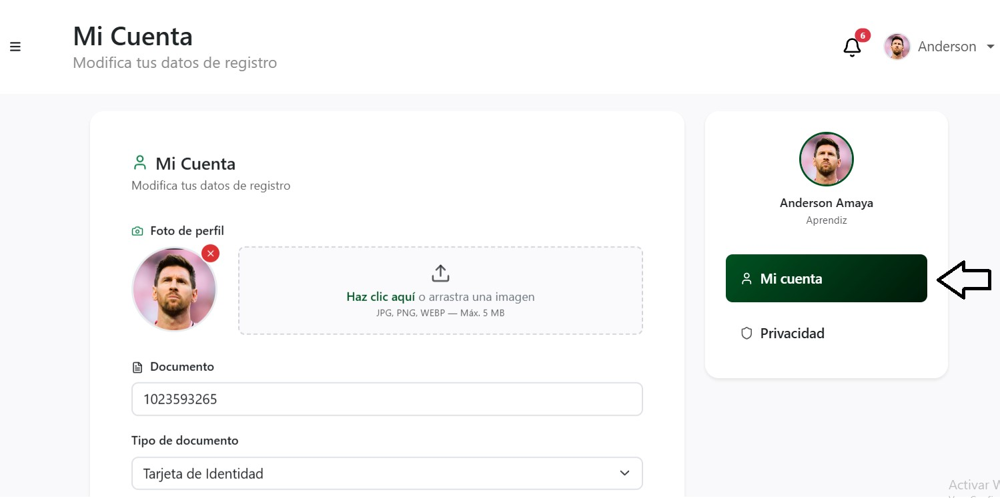 Mi Cuenta
Modifica tus datos de registro
6
Anderson
Mi Cuenta
Modifica tus datos de registro
Foto de perfil
Haz clic aquí o arrastra una imagen
JPG, PNG, WEBP — Máx. 5 MB
Documento
1023593265
Tipo de documento
Tarjeta de Identidad
Anderson Amaya
Aprendiz
Mi cuenta
Privacidad
Activar W